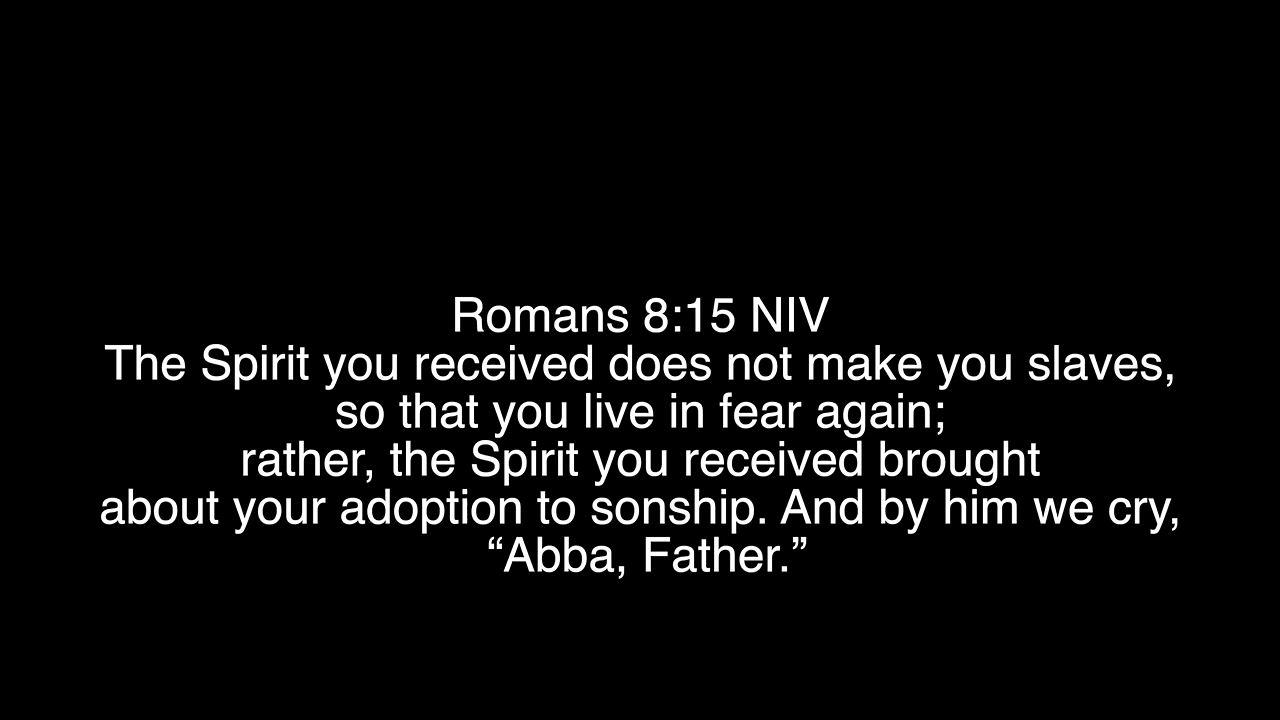 Romans 8:15 NIV
The Spirit you received does not make you slaves,
so that you live in fear again;
rather, the Spirit you received brought
about your adoption to sonship. And by him we cry,
“Abba, Father.”